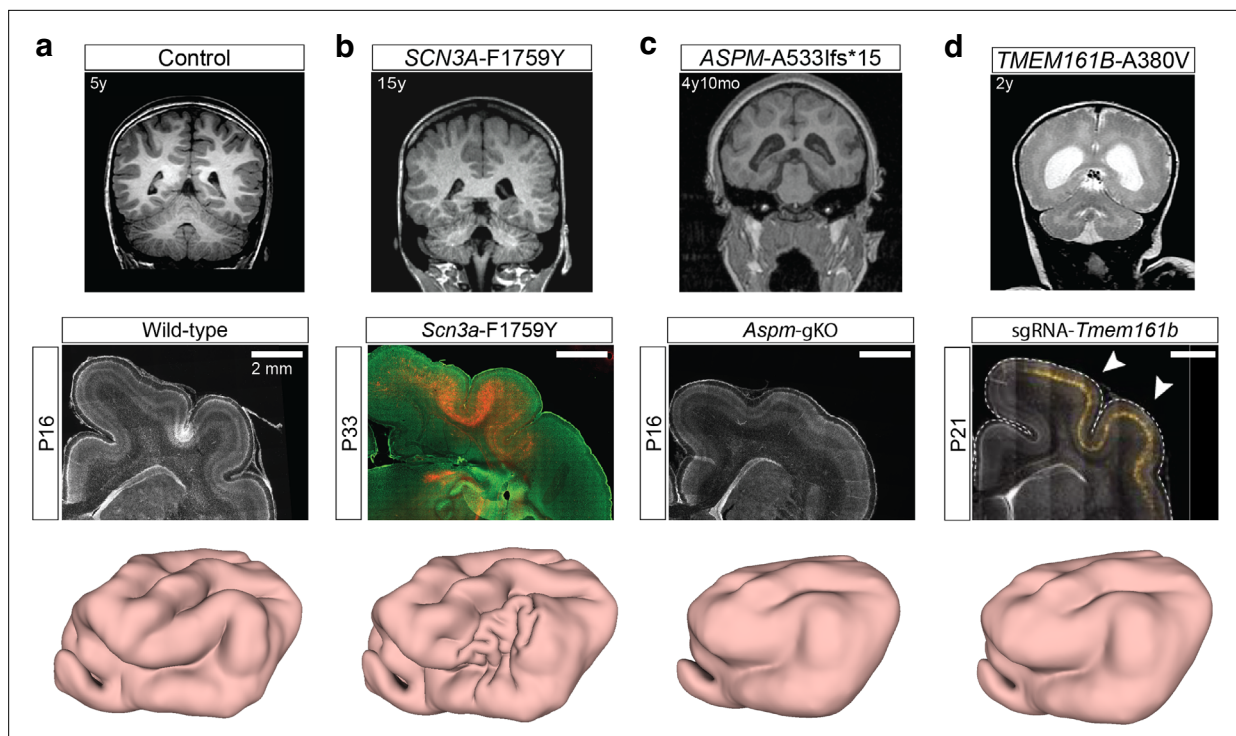 a
Control
5y
b
SCN3A-F1759Y
15y
c
ASPM-A533Ifs*15
4y10mo
d
TMEM161B-A380V
2y
Wild-type
P16
2 mm
Scn3a-F1759Y
P33
Aspm-gKO
P16
sgRNA-Tmem161b
P21